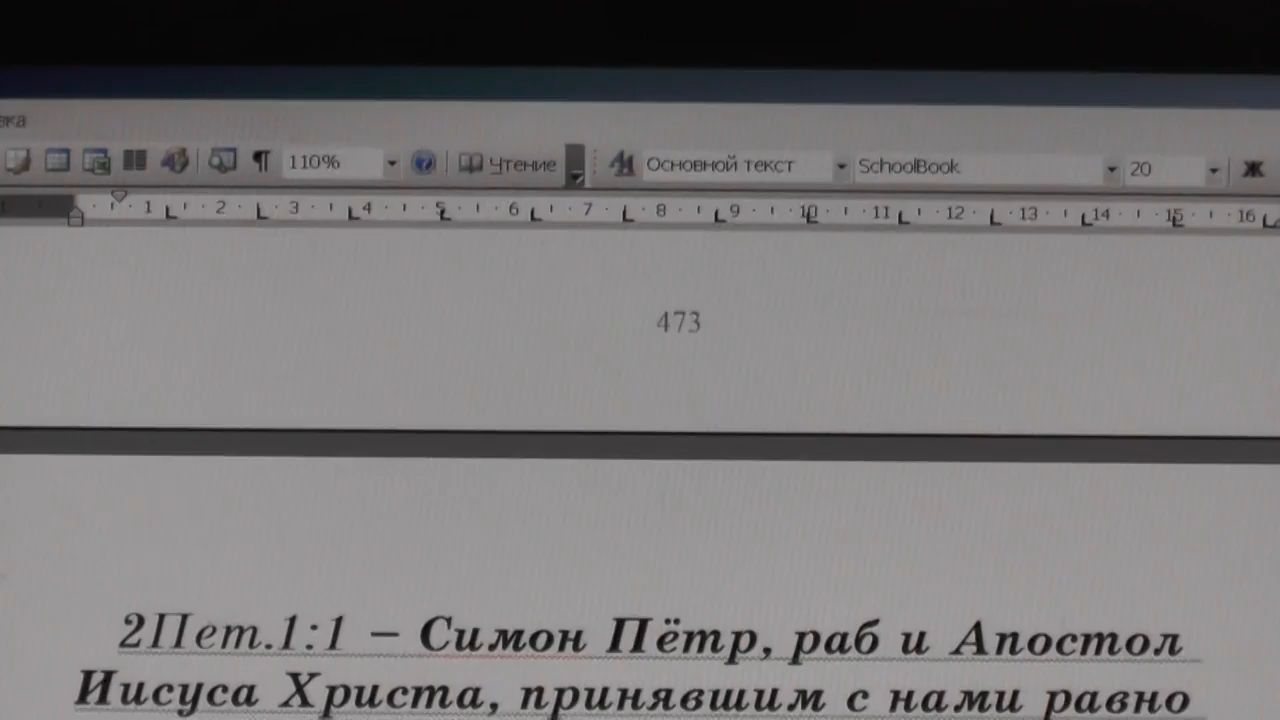 вка
110% Чтение Основной текст SchoolBook 20 Ж
1 2 3 4 5 6 7 8 9 10 11 12 13 14 15 16
473
2Пет.1:1 – Симон Пётр, раб и Апостол
Иисуса Христа, принявшим с нами равно